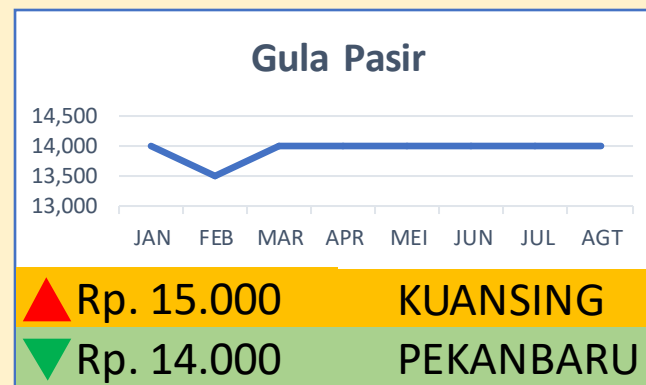 Gula Pasir
14,500
14,000
13,500
13,000
JAN FEB MAR APR MEI JUN JUL AGT
Rp. 15.000 KUANSING
Rp. 14.000 PEKANBARU